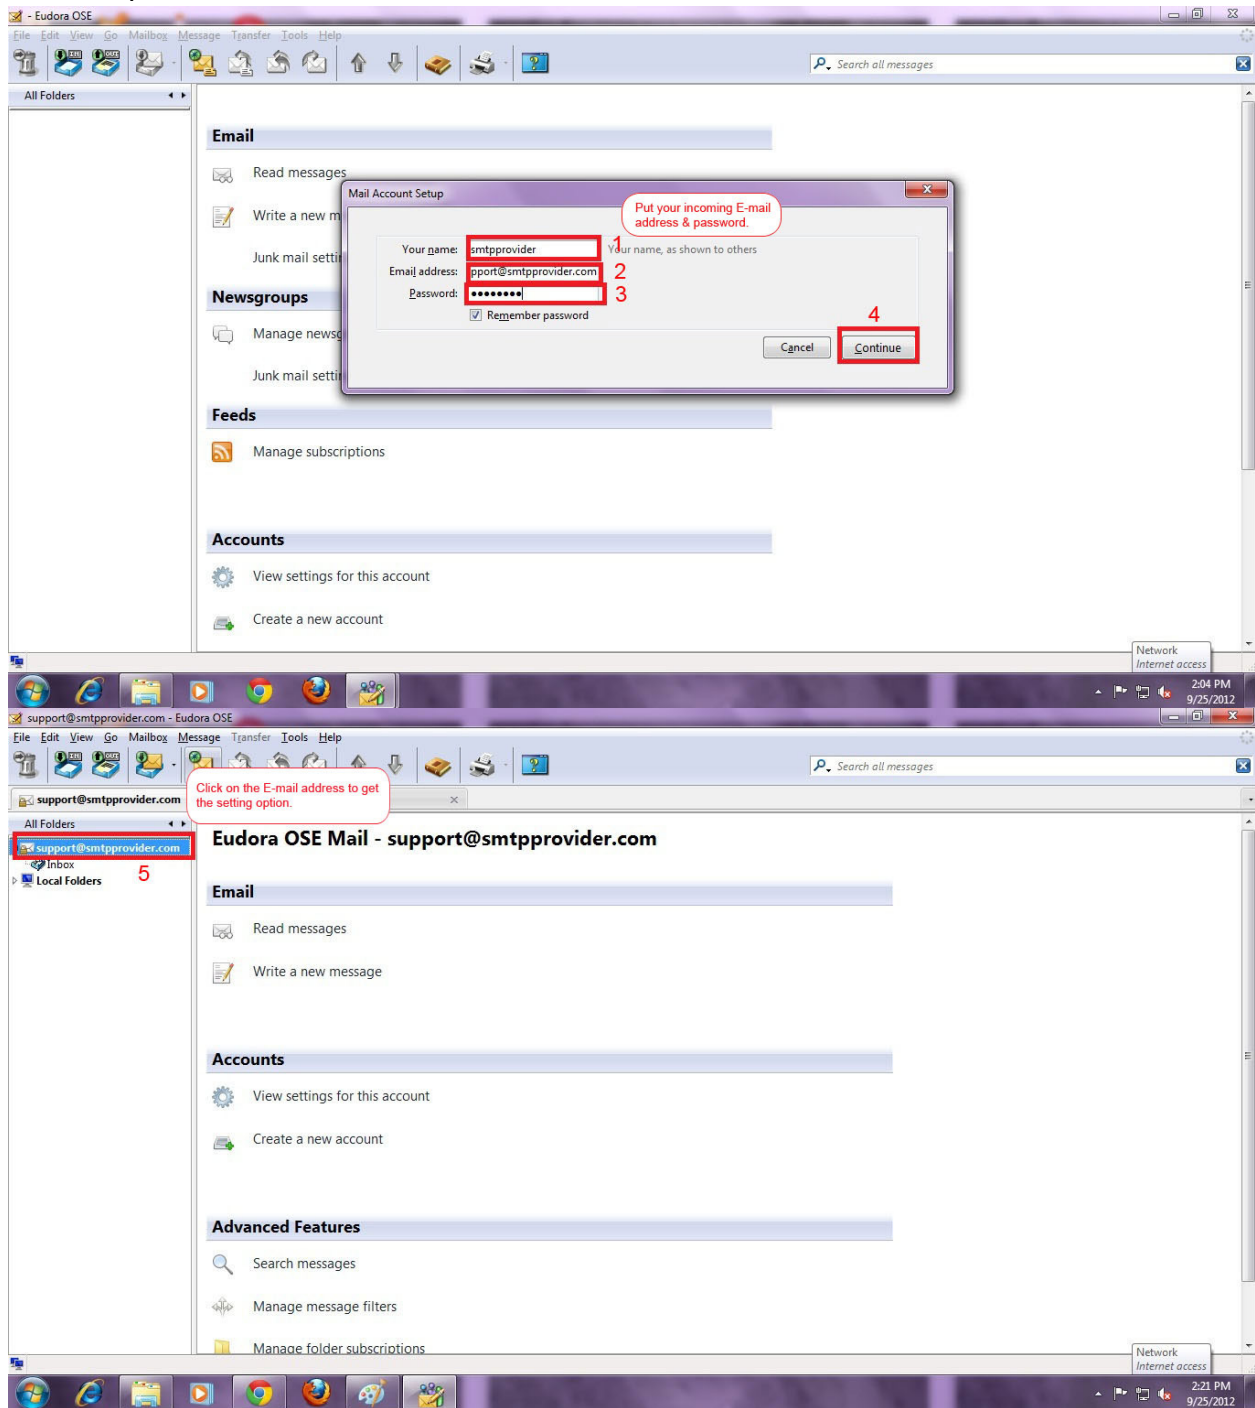 - Eudora OSE
File Edit View Go Mailbox Message Transfer Tools Help
Search all messages
All Folders
Email
Read messages
Write a new m
Junk mail setti
Newsgroups
Manage newsg
Junk mail setti
Feeds
Manage subscriptions
Accounts
View settings for this account
Create a new account
Mail Account Setup
Put your incoming E-mail
address & password.
Your name: smtpprovider 1 Your name, as shown to others
Email address: pport@smtpprovider.com 2
Password: ●●●●●●●● 3
Remember password
4
Cancel Continue
Network
Internet access
2:04 PM
9/25/2012
support@smtpprovider.com - Eudora OSE
File Edit View Go Mailbox Message Transfer Tools Help
Search all messages
Click on the E-mail address to get
the setting option.
support@smtpprovider.com
All Folders
support@smtpprovider.com
Inbox
Local Folders
5
Eudora OSE Mail - support@smtpprovider.com
Email
Read messages
Write a new message
Accounts
View settings for this account
Create a new account
Advanced Features
Search messages
Manage message filters
Manage folder subscriptions
Network
Internet access
2:21 PM
9/25/2012